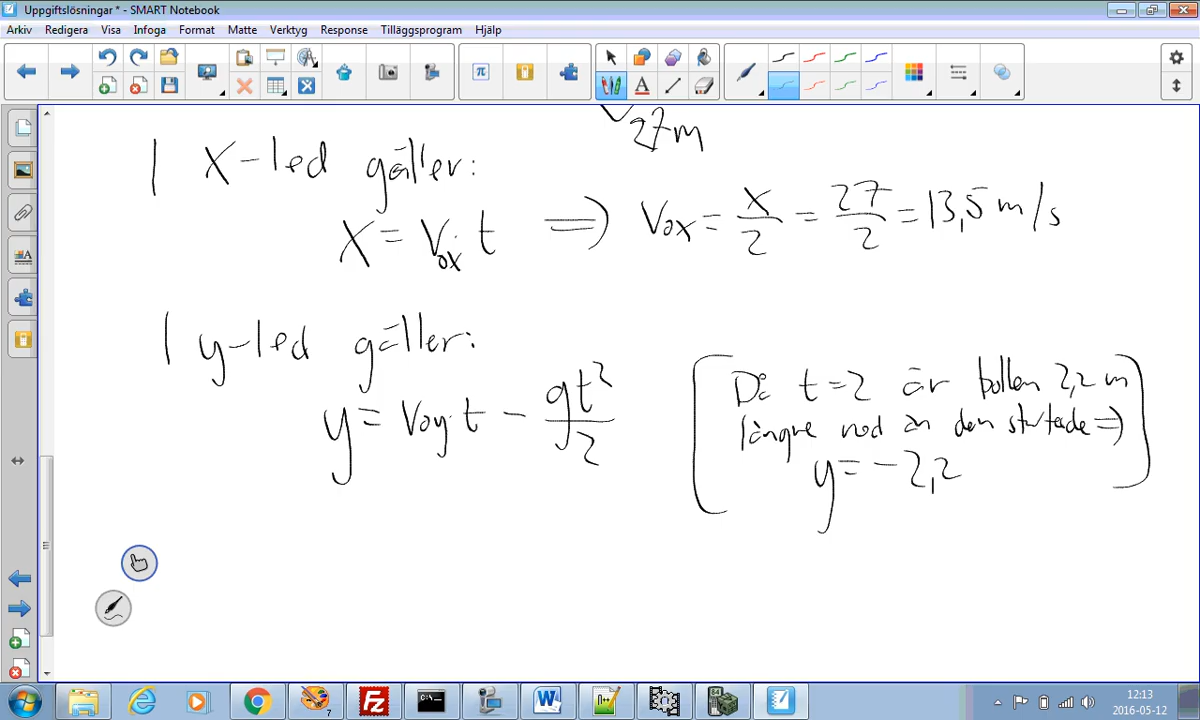 Uppgiftslösningar * - SMART Notebook
Arkiv Redigera Visa Infoga Format Matte Verktyg Response Tilläggsprogram Hjälp
27m
I x-led gäller:
x = v₀ₓ·t ⇒ v₀ₓ = x/2 = 27/2 = 13,5 m/s
I y-led gäller:
y = v₀y·t - gt²/2
Då t=2 är bollen 2,2 m
längre ned än den startade ⇒
y = -2,2
12:13
2016-05-12